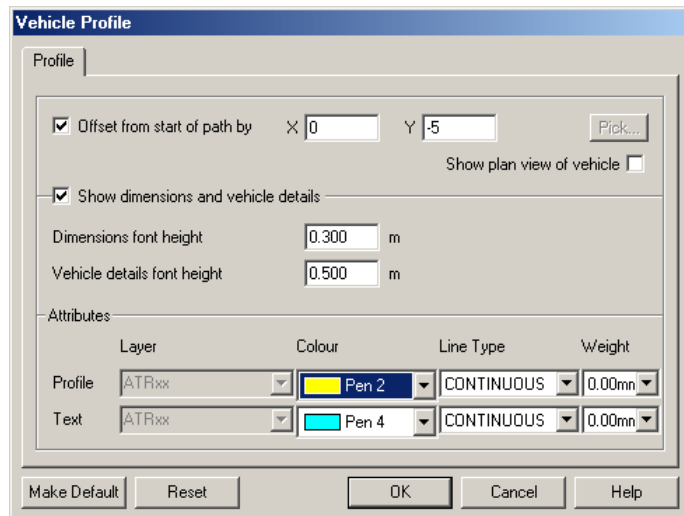 Vehicle Profile
Profile
Offset from start of path by X 0 Y -5 Pick...
Show plan view of vehicle
Show dimensions and vehicle details
Dimensions font height 0.300 m
Vehicle details font height 0.500 m
Attributes
Layer Colour Line Type Weight
Profile ATRxx Pen 2 CONTINUOUS 0.00mn
Text ATRxx Pen 4 CONTINUOUS 0.00mn
Make Default Reset OK Cancel Help